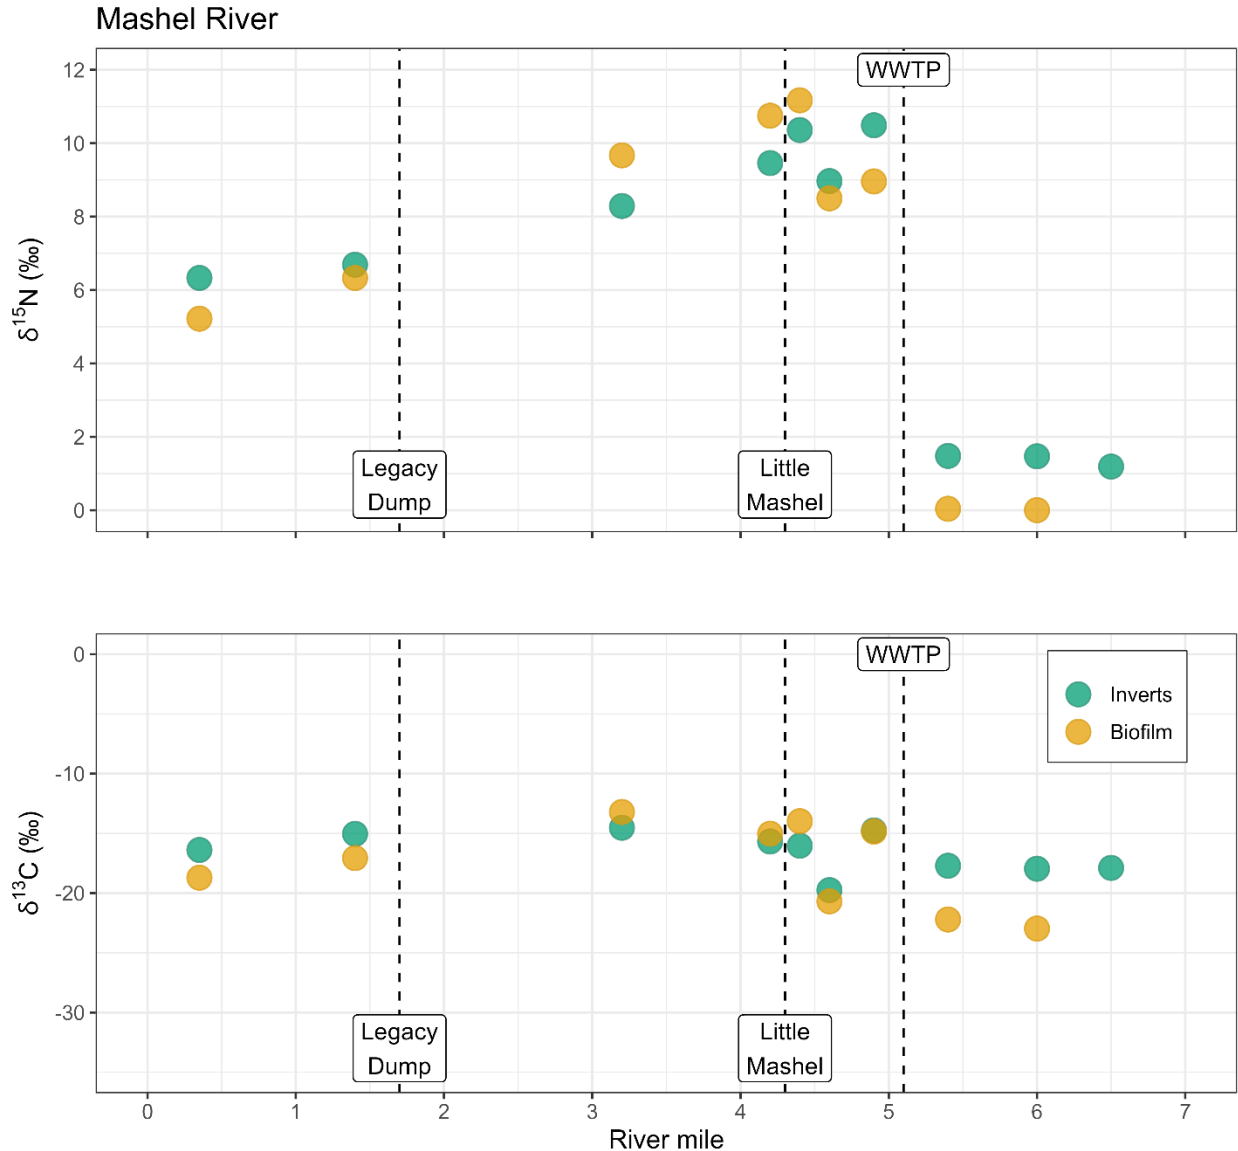 Mashel River
12
10
8
6
4
2
0
δ15N (‰)
WWTP
Legacy
Dump
Little
Mashel
0
-10
-20
-30
δ13C (‰)
WWTP
Inverts
Biofilm
Legacy
Dump
Little
Mashel
0 1 2 3 4 5 6 7
River mile